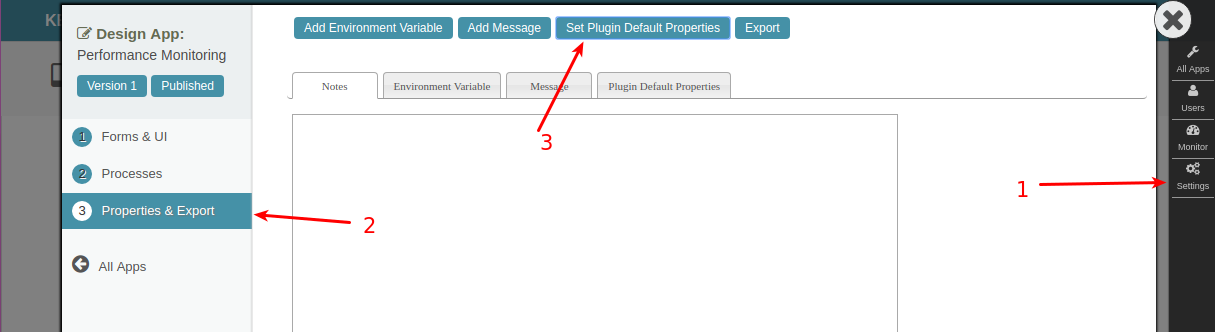 Design App:
Performance Monitoring
Version 1 Published
1 Forms & UI
2 Processes
3 Properties & Export
All Apps
Add Environment Variable Add Message Set Plugin Default Properties Export
Notes Environment Variable Message Plugin Default Properties
3
2
1
All Apps
Users
Monitor
Settings